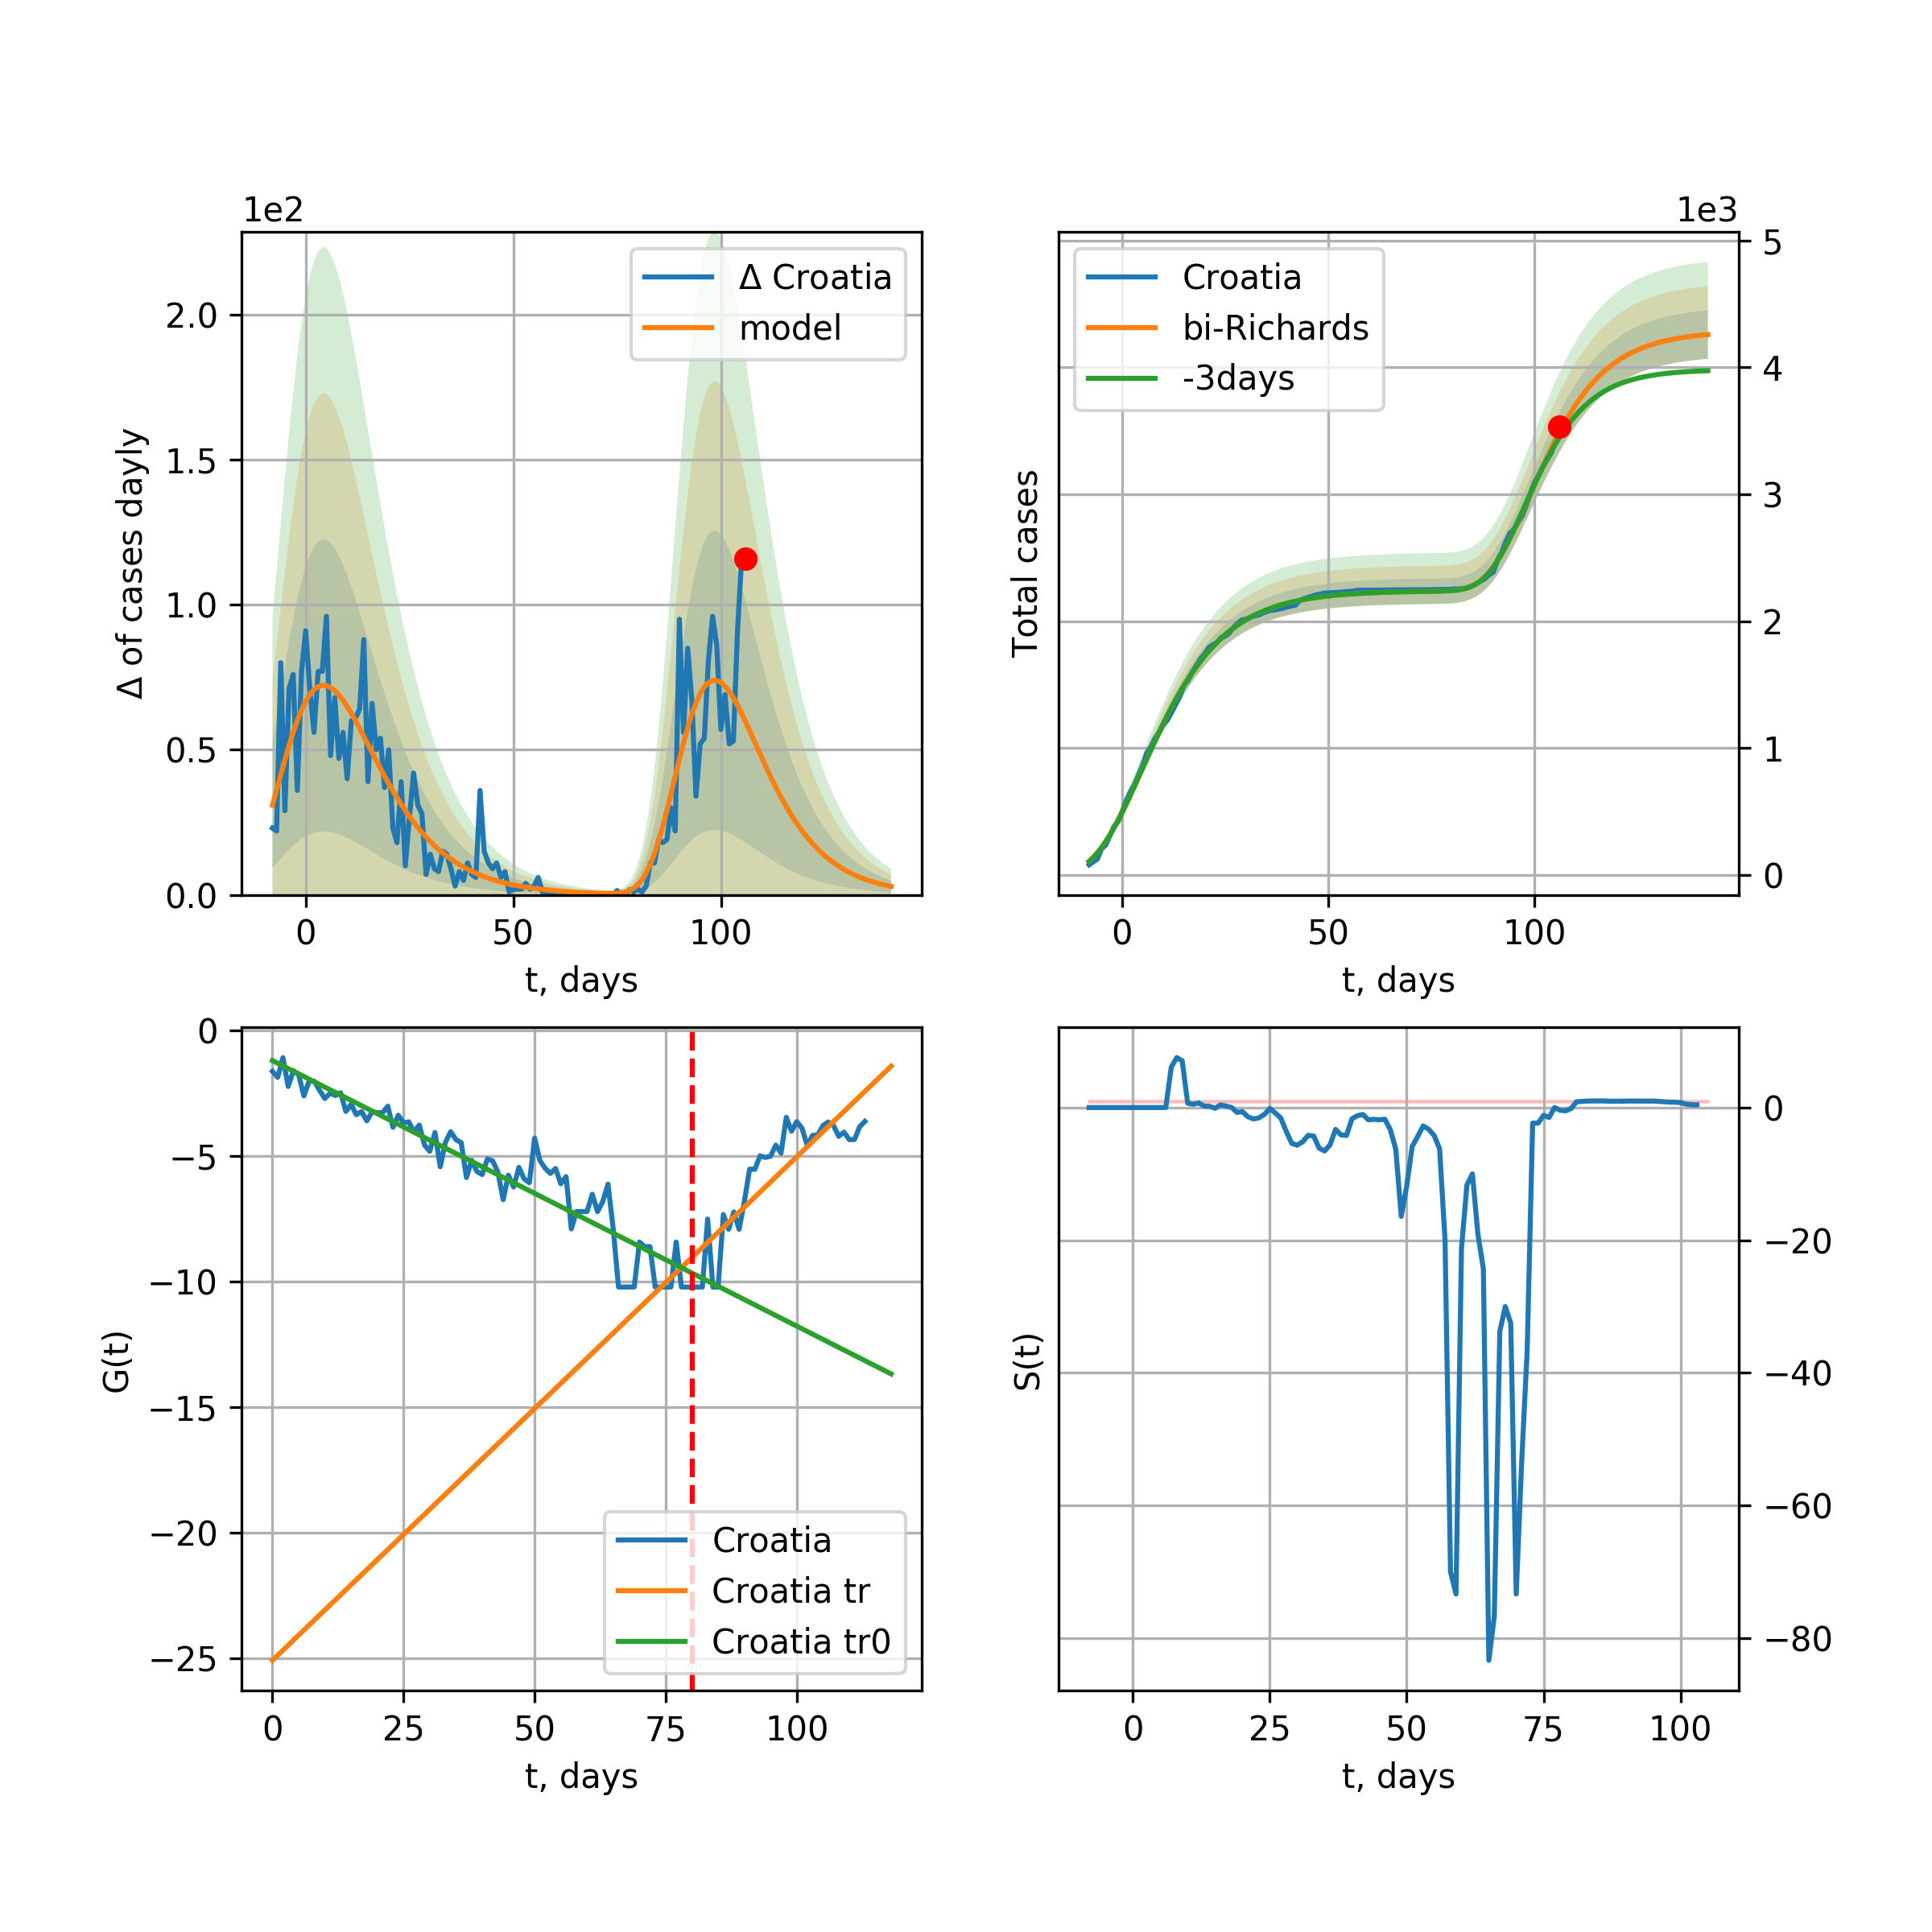 1e2
Δ of cases dayly
2.0
1.5
1.0
0.5
0.0
0 50 100
t, days
Δ Croatia
model
1e3
Total cases
5
4
3
2
1
0
0 50 100
t, days
Croatia
bi-Richards
-3days
G(t)
0
−5
−10
−15
−20
−25
0 25 50 75 100
t, days
Croatia
Croatia tr
Croatia tr0
S(t)
0
−20
−40
−60
−80
0 25 50 75 100
t, days